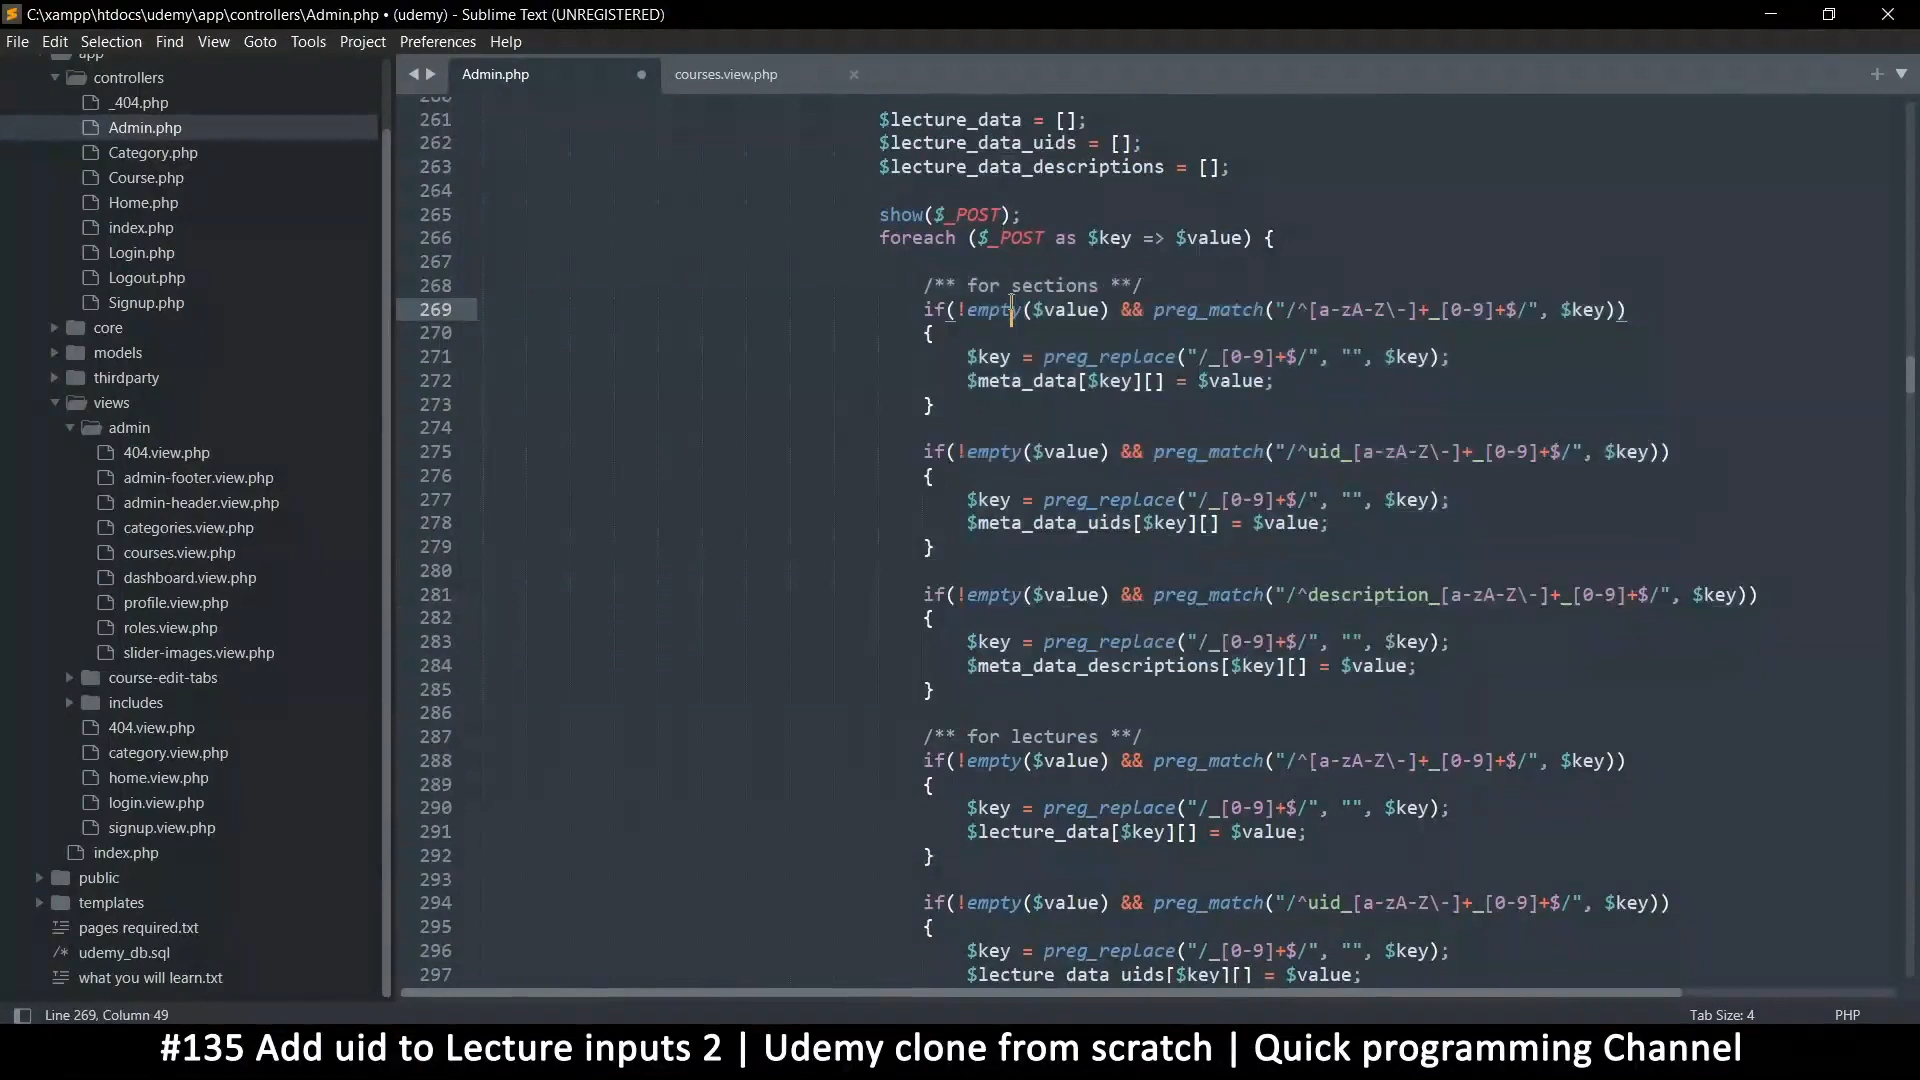 C:\xampp\htdocs\udemy\app\controllers\Admin.php • (udemy) - Sublime Text (UNREGISTERED)
File Edit Selection Find View Goto Tools Project Preferences Help
app
controllers
_404.php
Admin.php
Category.php
Course.php
Home.php
index.php
Login.php
Logout.php
Signup.php
core
models
thirdparty
views
admin
404.view.php
admin-footer.view.php
admin-header.view.php
categories.view.php
courses.view.php
dashboard.view.php
profile.view.php
roles.view.php
slider-images.view.php
course-edit-tabs
includes
404.view.php
category.view.php
home.view.php
login.view.php
signup.view.php
index.php
public
templates
pages required.txt
udemy_db.sql
what you will learn.txt
Admin.php courses.view.php
260
261 $lecture_data = [];
262 $lecture_data_uids = [];
263 $lecture_data_descriptions = [];
264
265 show($_POST);
266 foreach ($_POST as $key => $value) {
267
268 /** for sections **/
269 if(!empty($value) && preg_match("/^[a-zA-Z\-]+_[0-9]+$/", $key))
270 {
271 $key = preg_replace("/_[0-9]+$/", "", $key);
272 $meta_data[$key][] = $value;
273 }
274
275 if(!empty($value) && preg_match("/^uid_[a-zA-Z\-]+_[0-9]+$/", $key))
276 {
277 $key = preg_replace("/_[0-9]+$/", "", $key);
278 $meta_data_uids[$key][] = $value;
279 }
280
281 if(!empty($value) && preg_match("/^description_[a-zA-Z\-]+_[0-9]+$/", $key))
282 {
283 $key = preg_replace("/_[0-9]+$/", "", $key);
284 $meta_data_descriptions[$key][] = $value;
285 }
286
287 /** for lectures **/
288 if(!empty($value) && preg_match("/^[a-zA-Z\-]+_[0-9]+$/", $key))
289 {
290 $key = preg_replace("/_[0-9]+$/", "", $key);
291 $lecture_data[$key][] = $value;
292 }
293
294 if(!empty($value) && preg_match("/^uid_[a-zA-Z\-]+_[0-9]+$/", $key))
295 {
296 $key = preg_replace("/_[0-9]+$/", "", $key);
297 $lecture_data_uids[$key][] = $value;
Line 269, Column 49 Tab Size: 4 PHP
#135 Add uid to Lecture inputs 2 | Udemy clone from scratch | Quick programming Channel